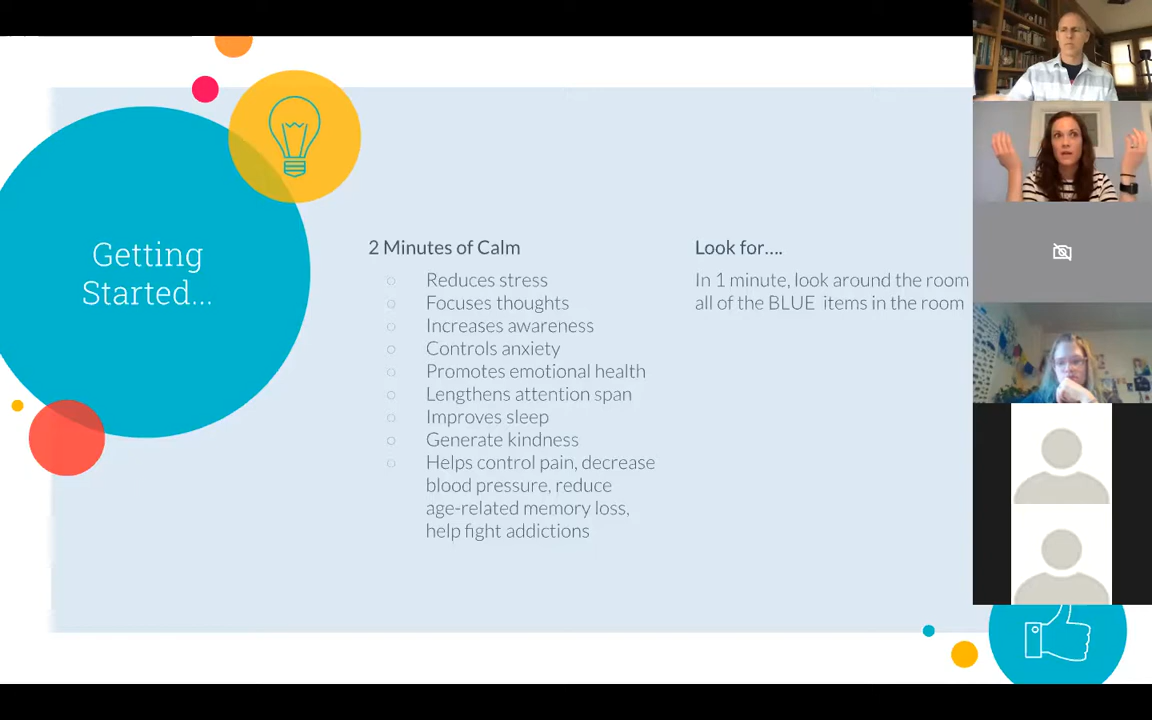 Getting
Started...
2 Minutes of Calm
Reduces stress
Focuses thoughts
Increases awareness
Controls anxiety
Promotes emotional health
Lengthens attention span
Improves sleep
Generate kindness
Helps control pain, decrease
blood pressure, reduce
age-related memory loss,
help fight addictions
Look for....
In 1 minute, look around the room
all of the BLUE items in the room